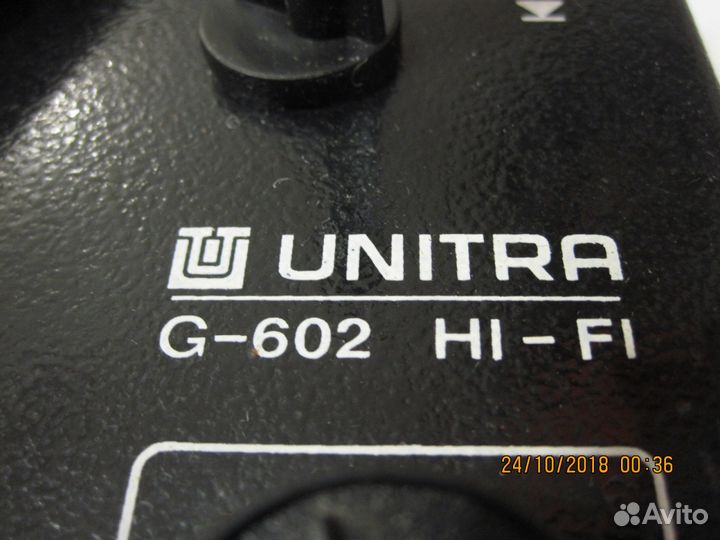 UNITRA
G-602 HI-FI
24/10/2018 00:36
Avito